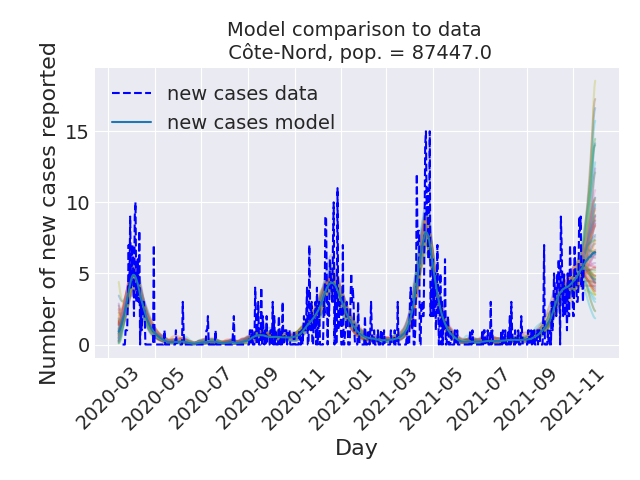 Model comparison to data
Côte-Nord, pop. = 87447.0
new cases data
new cases model
Number of new cases reported
15
10
5
0
2020-03
2020-05
2020-07
2020-09
2020-11
2021-01
2021-03
2021-05
2021-07
2021-09
2021-11
Day